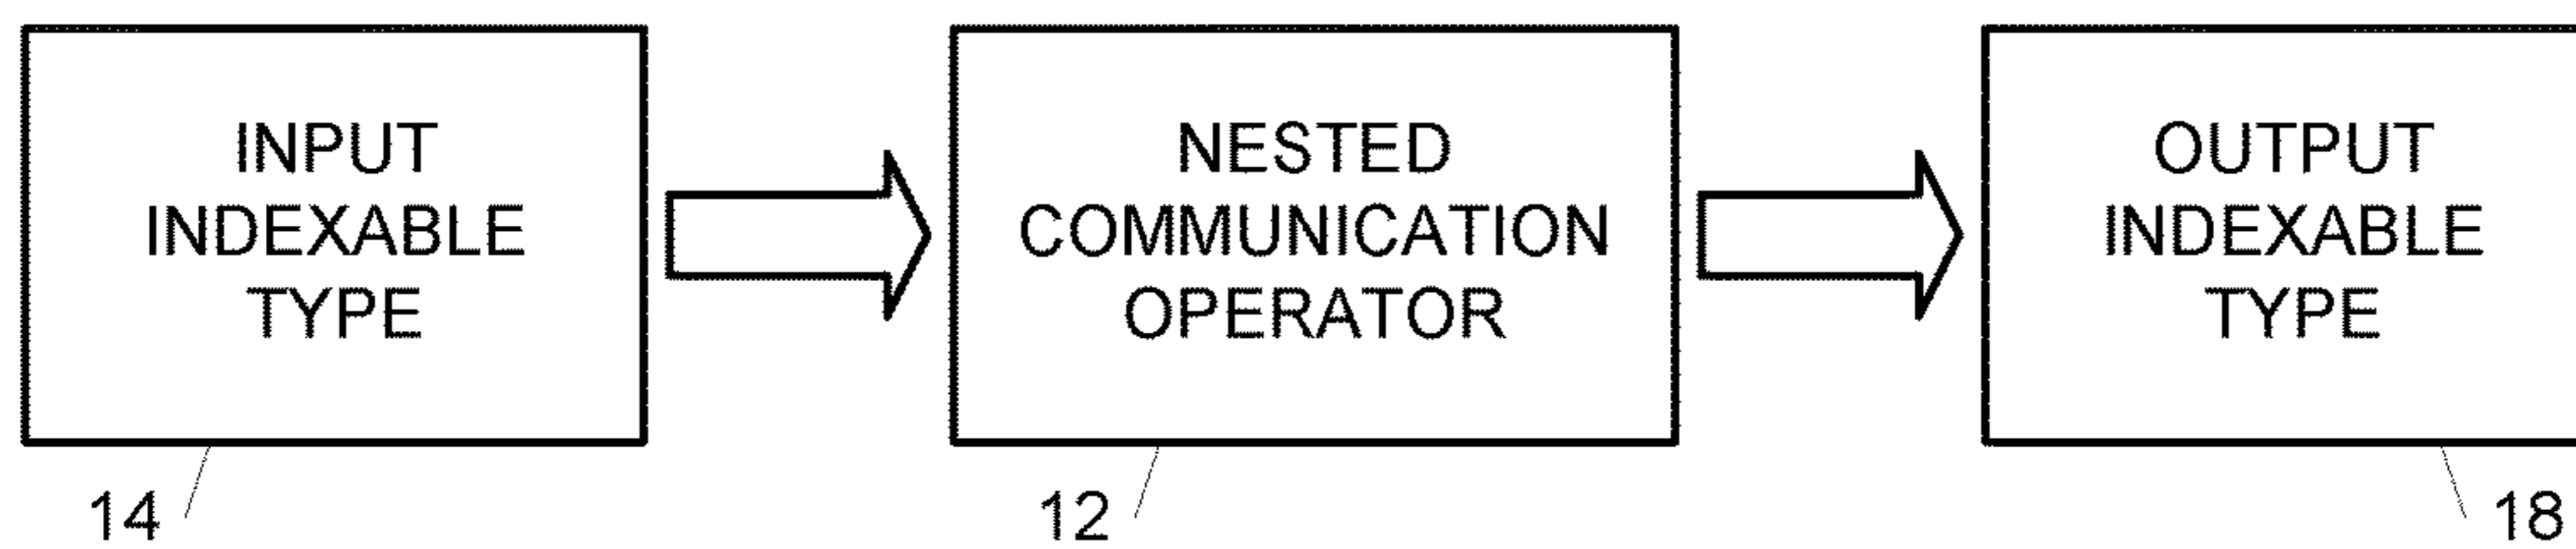 INPUT
INDEXABLE
TYPE
NESTED
COMMUNICATION
OPERATOR
OUTPUT
INDEXABLE
TYPE
14
12
18